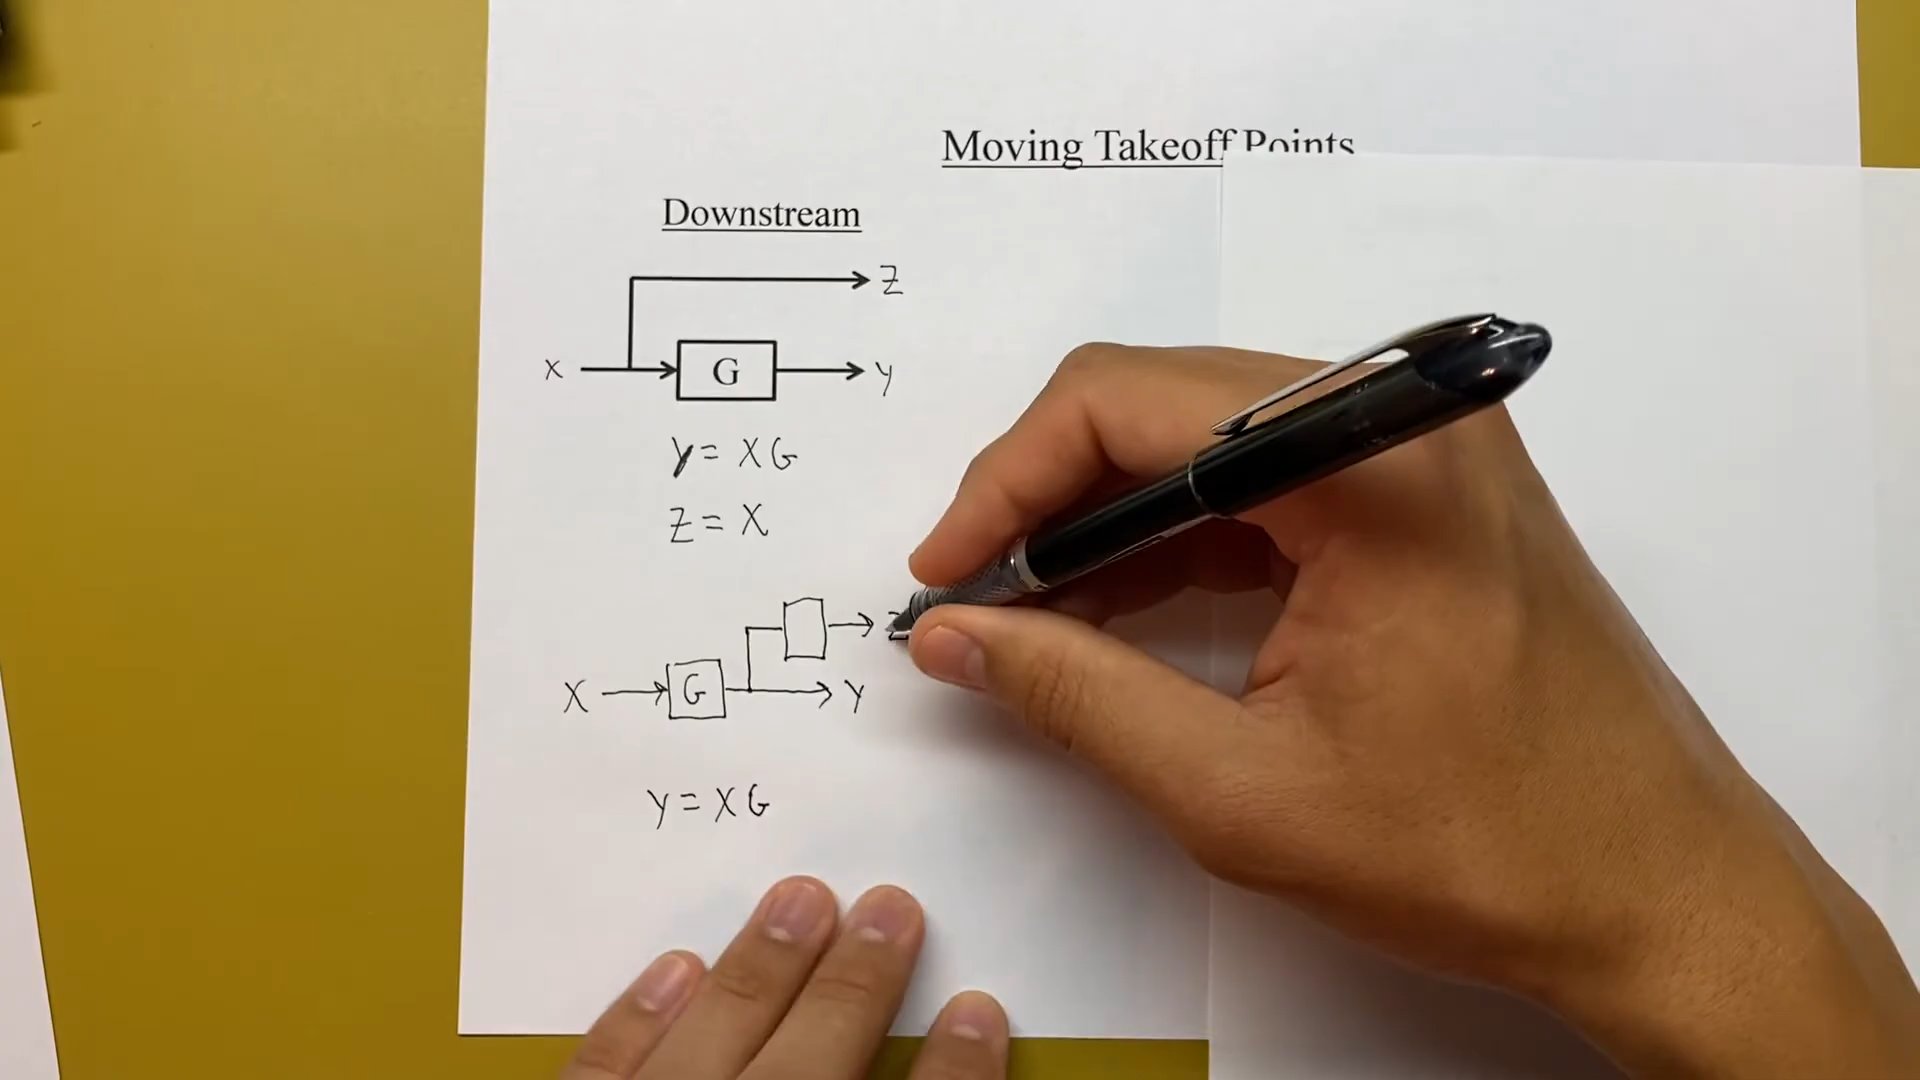 Moving Takeoff Points
Downstream
Z
X G Y
Y = XG
Z = X
Z
X G Y
Y = XG